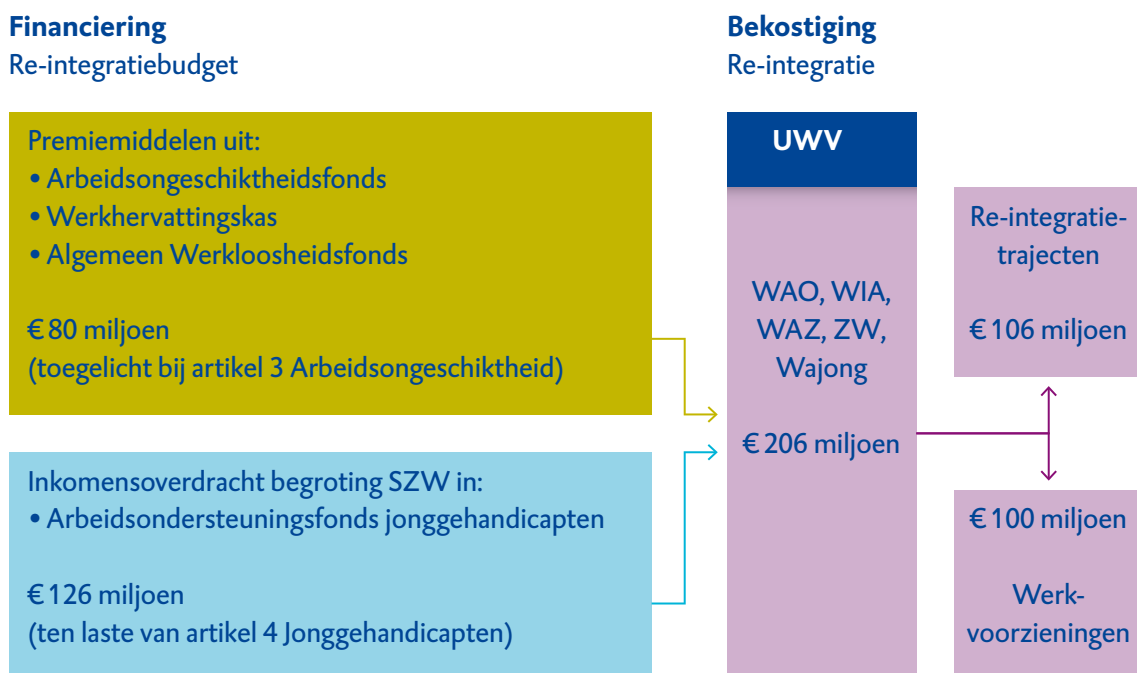 Financiering
Re-integratiebudget
Premiemiddelen uit:
• Arbeidsongeschiktheidsfonds
• Werkhervattingskas
• Algemeen Werkloosheidsfonds
€ 80 miljoen
(toegelicht bij artikel 3 Arbeidsongeschiktheid)
Inkomensoverdracht begroting SZW in:
• Arbeidsondersteuningsfonds jonggehandicapten
€ 126 miljoen
(ten laste van artikel 4 Jonggehandicapten)
Bekostiging
Re-integratie
UWV
WAO, WIA,
WAZ, ZW,
Wajong
€ 206 miljoen
Re-integratie-
trajecten
€ 106 miljoen
€ 100 miljoen
Werk-
voorzieningen